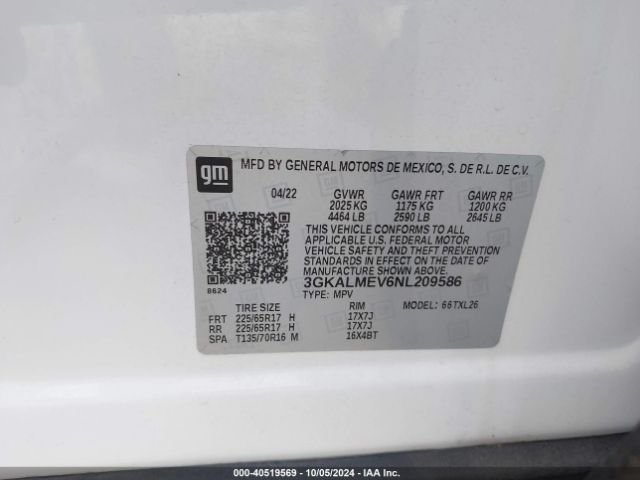 gm
MFD BY GENERAL MOTORS DE MEXICO, S. DE R.L. DE C.V.
04/22 GVWR GAWR FRT GAWR RR
2025 KG 1175 KG 1200 KG
4464 LB 2590 LB 2645 LB
THIS VEHICLE CONFORMS TO ALL
APPLICABLE U.S. FEDERAL MOTOR
VEHICLE SAFETY AND THEFT PREVENTION
STANDARDS IN EFFECT ON THE DATE OF
MANUFACTURE SHOWN ABOVE.
8624 3GKALMEV6NL209586
TYPE: MPV MODEL: 66TXL26
TIRE SIZE RIM
FRT 225/65R17 H 17X7J
RR 225/65R17 H 17X7J
SPA T135/70R16 M 16X4BT
000-40519569 - 10/05/2024 - IAAI.com